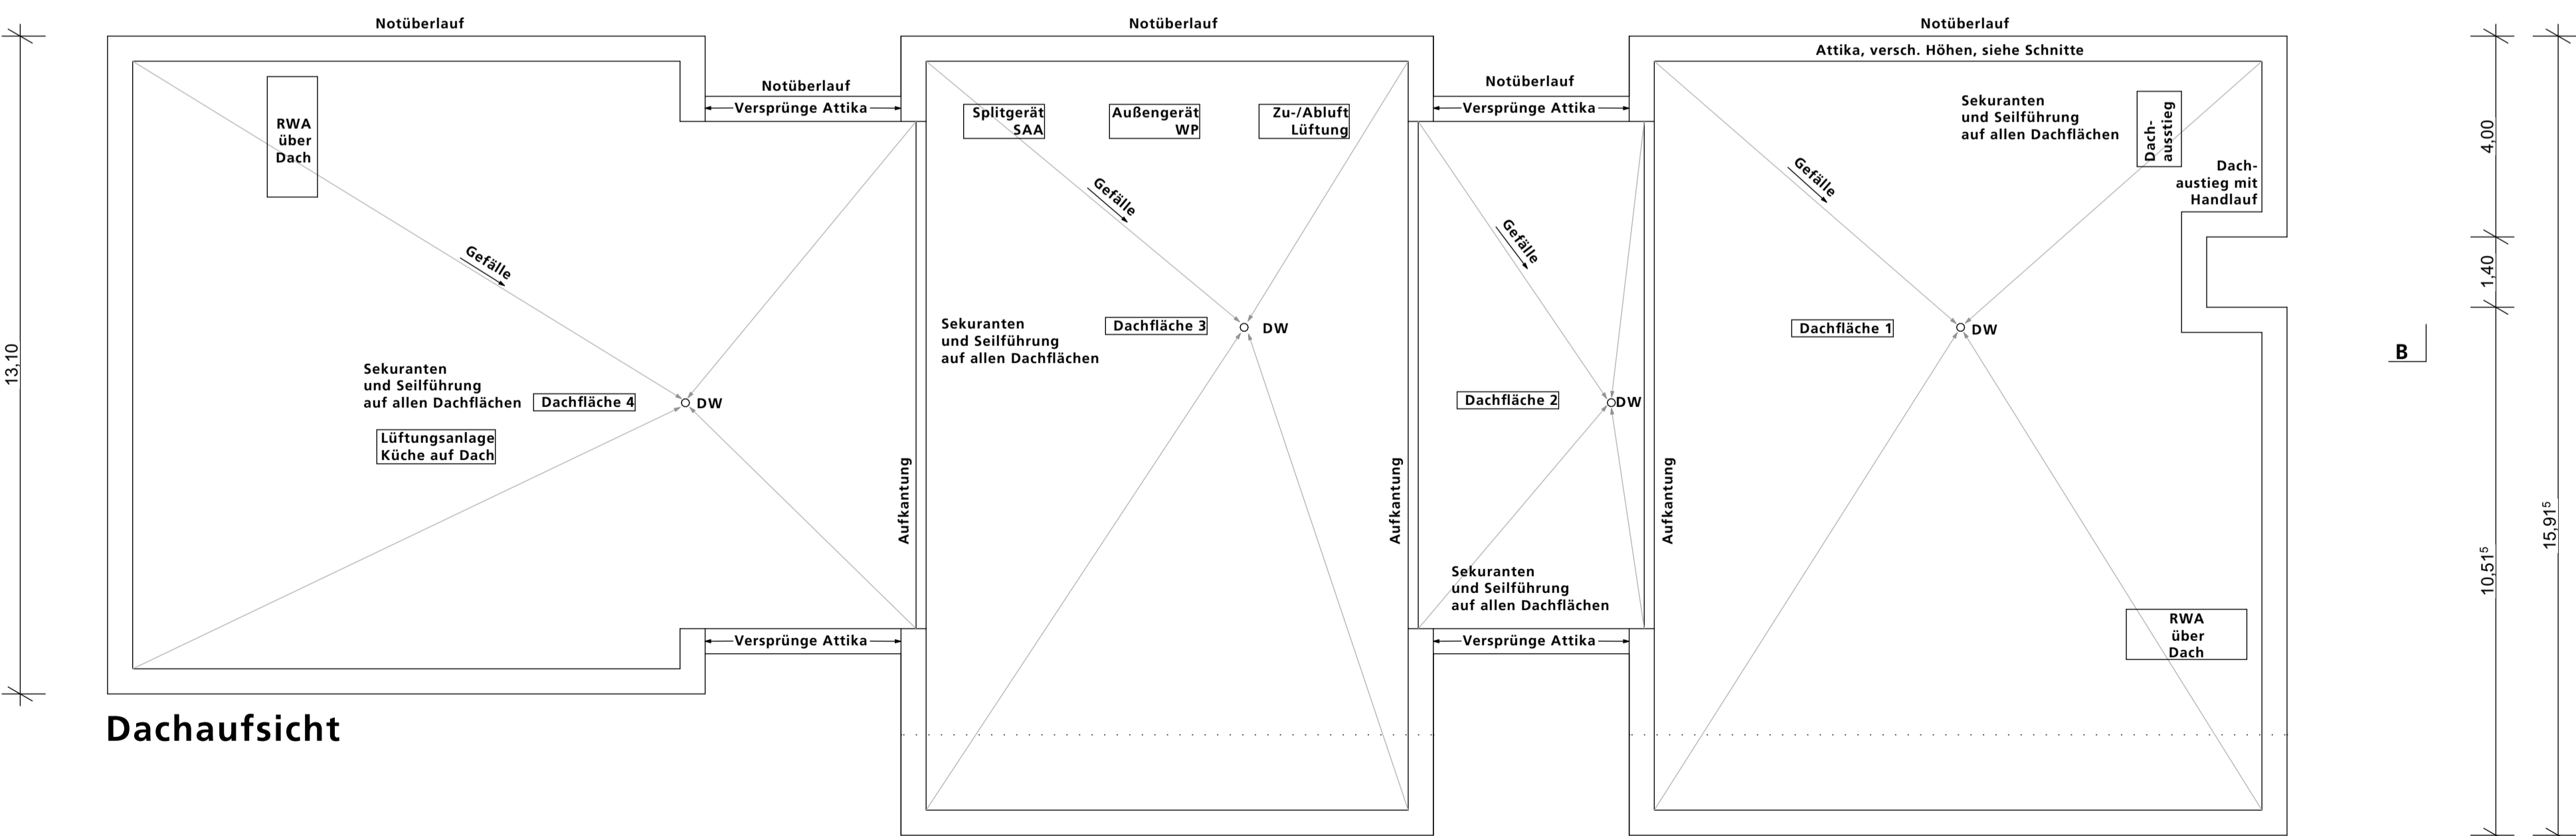 Notüberlauf
Notüberlauf
Notüberlauf
Attika, versch. Höhen, siehe Schnitte
Notüberlauf
Versprünge Attika
Notüberlauf
Versprünge Attika
RWA
über
Dach
Gefälle
Sekuranten
und Seilführung
auf allen Dachflächen
Dachfläche 4
DW
Lüftungsanlage
Küche auf Dach
Aufkantung
Versprünge Attika
Splitgerät
SAA
Außengerät
WP
Zu-/Abluft
Lüftung
Gefälle
Sekuranten
und Seilführung
auf allen Dachflächen
Dachfläche 3
DW
Aufkantung
Gefälle
Dachfläche 2
DW
Sekuranten
und Seilführung
auf allen Dachflächen
Versprünge Attika
Aufkantung
Sekuranten
und Seilführung
auf allen Dachflächen
Dach-
ausstieg
Dach-
austieg mit
Handlauf
Gefälle
Dachfläche 1
DW
RWA
über
Dach
B
13,10
4,00
1,40
10,51⁵
15,91⁵
Dachaufsicht